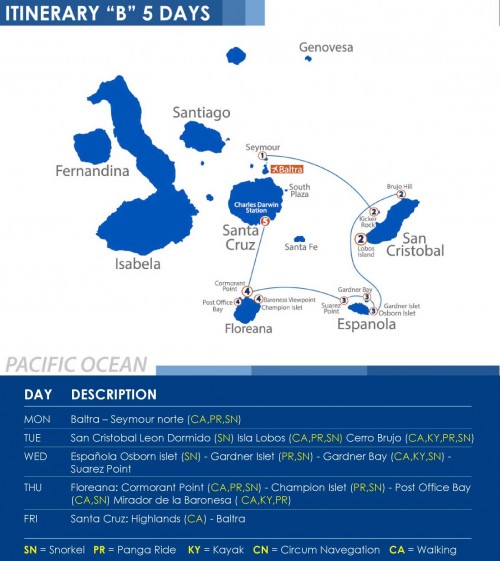 ITINERARY "B" 5 DAYS
Genovesa
Santiago
Seymour
1
Baltra
Fernandina
South
Plaza
Brujo Hill
2
Charles Darwin
Station
Kicker
Rock
2
Santa
Cruz
5
2
Lobos
Island
San
Cristobal
Isabela
Santa Fe
Cormorant
Point
4
Gardner Bay
Post Office
Bay
4
4
Baroness Viewpoint
Champion Islet
3
Suarez
Point
3
3
Gardner Islet
Osborn Islet
Floreana
Espanola
PACIFIC OCEAN
DAY DESCRIPTION
MON Baltra – Seymour norte (CA,PR,SN)
TUE San Cristobal Leon Dormido (SN) Isla Lobos (CA,PR,SN) Cerro Brujo (CA,KY,PR,SN)
WED Española Osborn islet (SN) - Gardner Islet (PR,SN) - Gardner Bay (CA,KY,SN) -
Suarez Point
THU Floreana: Cormorant Point (CA,PR,SN) - Champion Islet (PR,SN) - Post Office Bay
(CA,SN) Mirador de la Baronesa ( CA,KY,PR)
FRI Santa Cruz: Highlands (CA) - Baltra
SN = Snorkel PR = Panga Ride KY = Kayak CN = Circum Navegation CA = Walking